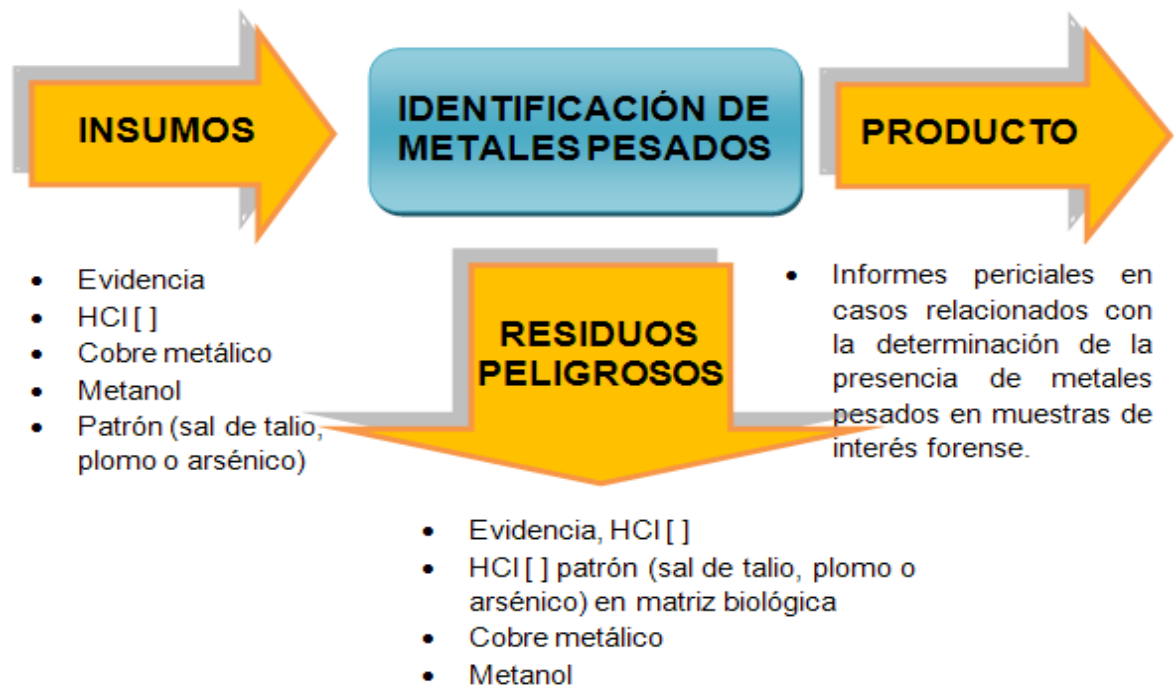 INSUMOS
IDENTIFICACIÓN DE
METALES PESADOS
PRODUCTO
• Evidencia
• HCl [ ]
• Cobre metálico
• Metanol
• Patrón (sal de talio,
plomo o arsénico)
RESIDUOS
PELIGROSOS
• Informes periciales en
casos relacionados con
la determinación de la
presencia de metales
pesados en muestras de
interés forense.
• Evidencia, HCl [ ]
• HCl [ ] patrón (sal de talio, plomo o
arsénico) en matriz biológica
• Cobre metálico
• Metanol